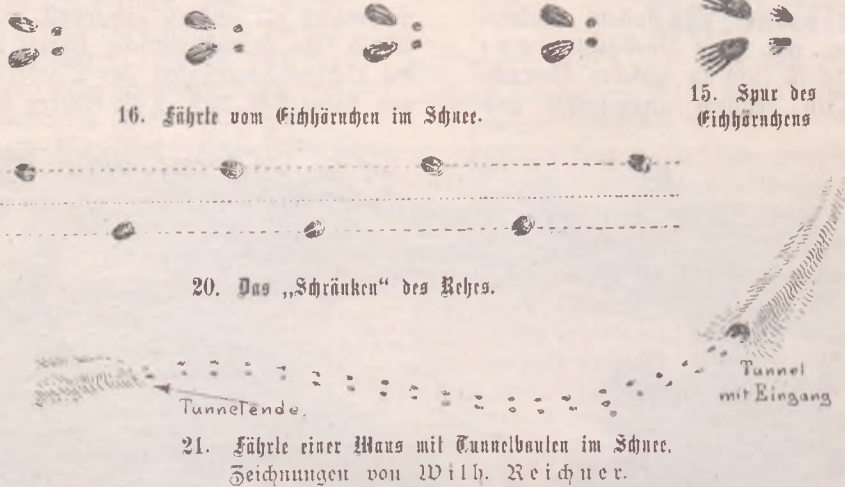 16. Fährte vom Eichhörnchen im Schnee.
15. Spur des
Eichhörnchens
20. Das „Schränken“ des Rehes.
Tunnelende.
Tunnel
mit Eingang
21. Fährte einer Maus mit Tunnelbauten im Schnee.
Zeichnungen von Wilh. Reichner.